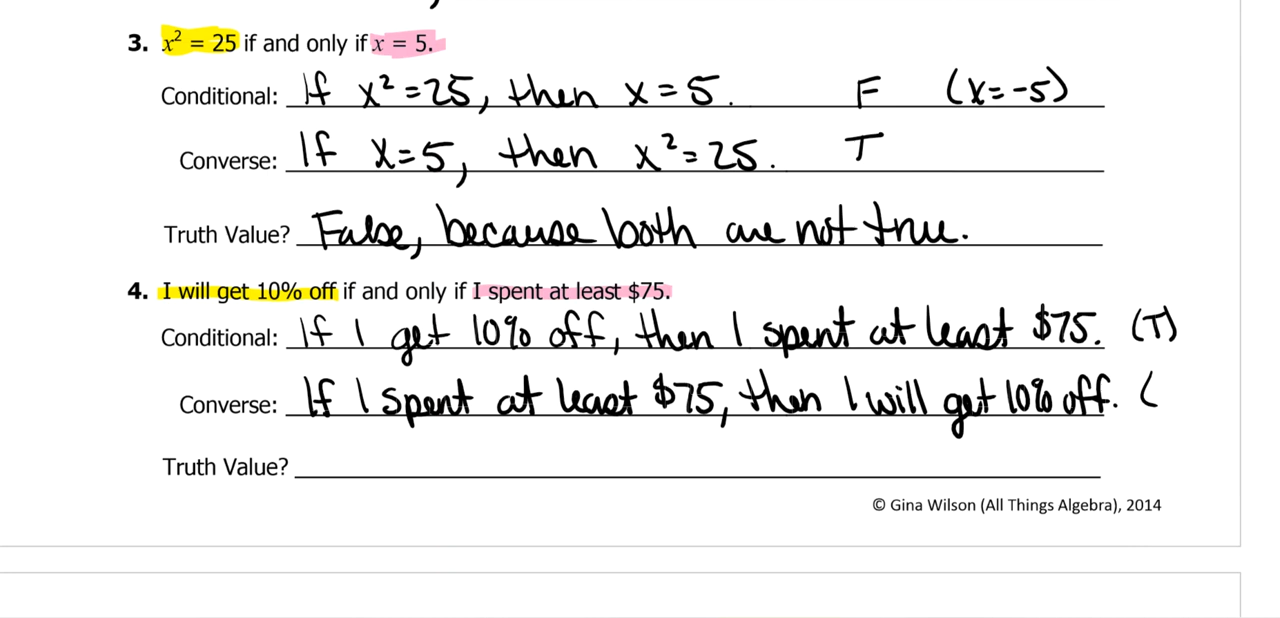 3. x² = 25 if and only if x = 5.
Conditional: If x² = 25, then x = 5. F (x = -5)
Converse: If x = 5, then x² = 25. T
Truth Value? False, because both are not true.
4. I will get 10% off if and only if I spent at least $75.
Conditional: If I get 10% off, then I spent at least $75. (T)
Converse: If I spent at least $75, then I will get 10% off. (
Truth Value?
© Gina Wilson (All Things Algebra), 2014